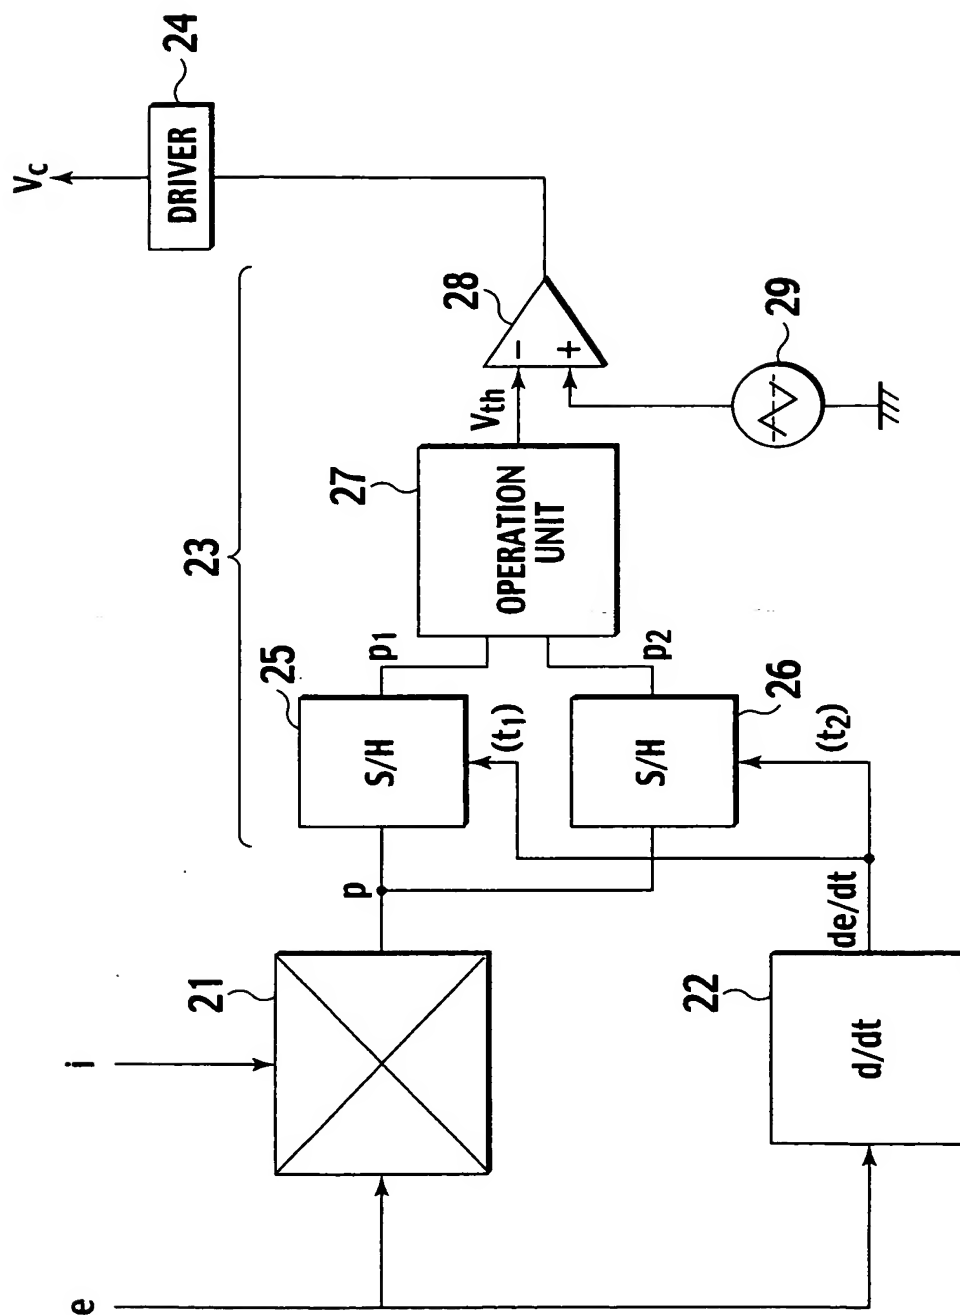 24
Vc
DRIVER
23
28
−
+
Vth
29
27
OPERATION
UNIT
p1
p2
25
S/H
(t1)
26
S/H
(t2)
p
de/dt
21
22
i
d/dt
e